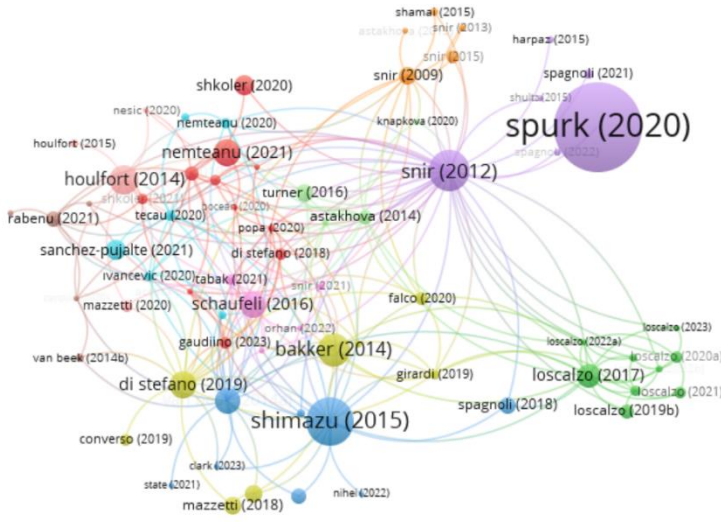 shamai (2015)
snir (2013)
harpaz (2015)
snir (2015)
spagnoli (2021)
snir (2009)
shkoler (2020)
shultz (2015)
nesic (2020)
nemteanu (2020)
knapkova (2020)
spurk (2020)
houlfort (2015)
nemteanu (2021)
spagnoli (2022)
snir (2012)
houlfort (2014)
turner (2016)
shkoler (2021)
bocean (2020)
rabenu (2021)
tecau (2020)
astakhova (2014)
popa (2020)
sanchez-pujalte (2021)
di stefano (2018)
ivancevic (2020)
tabak (2021)
snir (2021)
mazzetti (2020)
schaufeli (2016)
falco (2020)
orhan (2022)
loscalzo (2023)
gaudiino (2023)
loscalzo (2022a)
bakker (2014)
van beek (2014b)
loscalzo (2020a)
girardi (2019)
loscalzo (2017)
di stefano (2019)
loscalzo (2021)
spagnoli (2018)
loscalzo (2019b)
shimazu (2015)
converso (2019)
clark (2023)
state (2021)
nihei (2022)
mazzetti (2018)